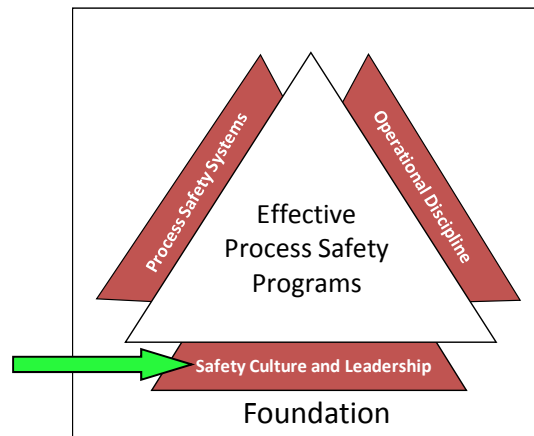 Process Safety Systems
Operational Discipline
Effective
Process Safety
Programs
Safety Culture and Leadership
Foundation